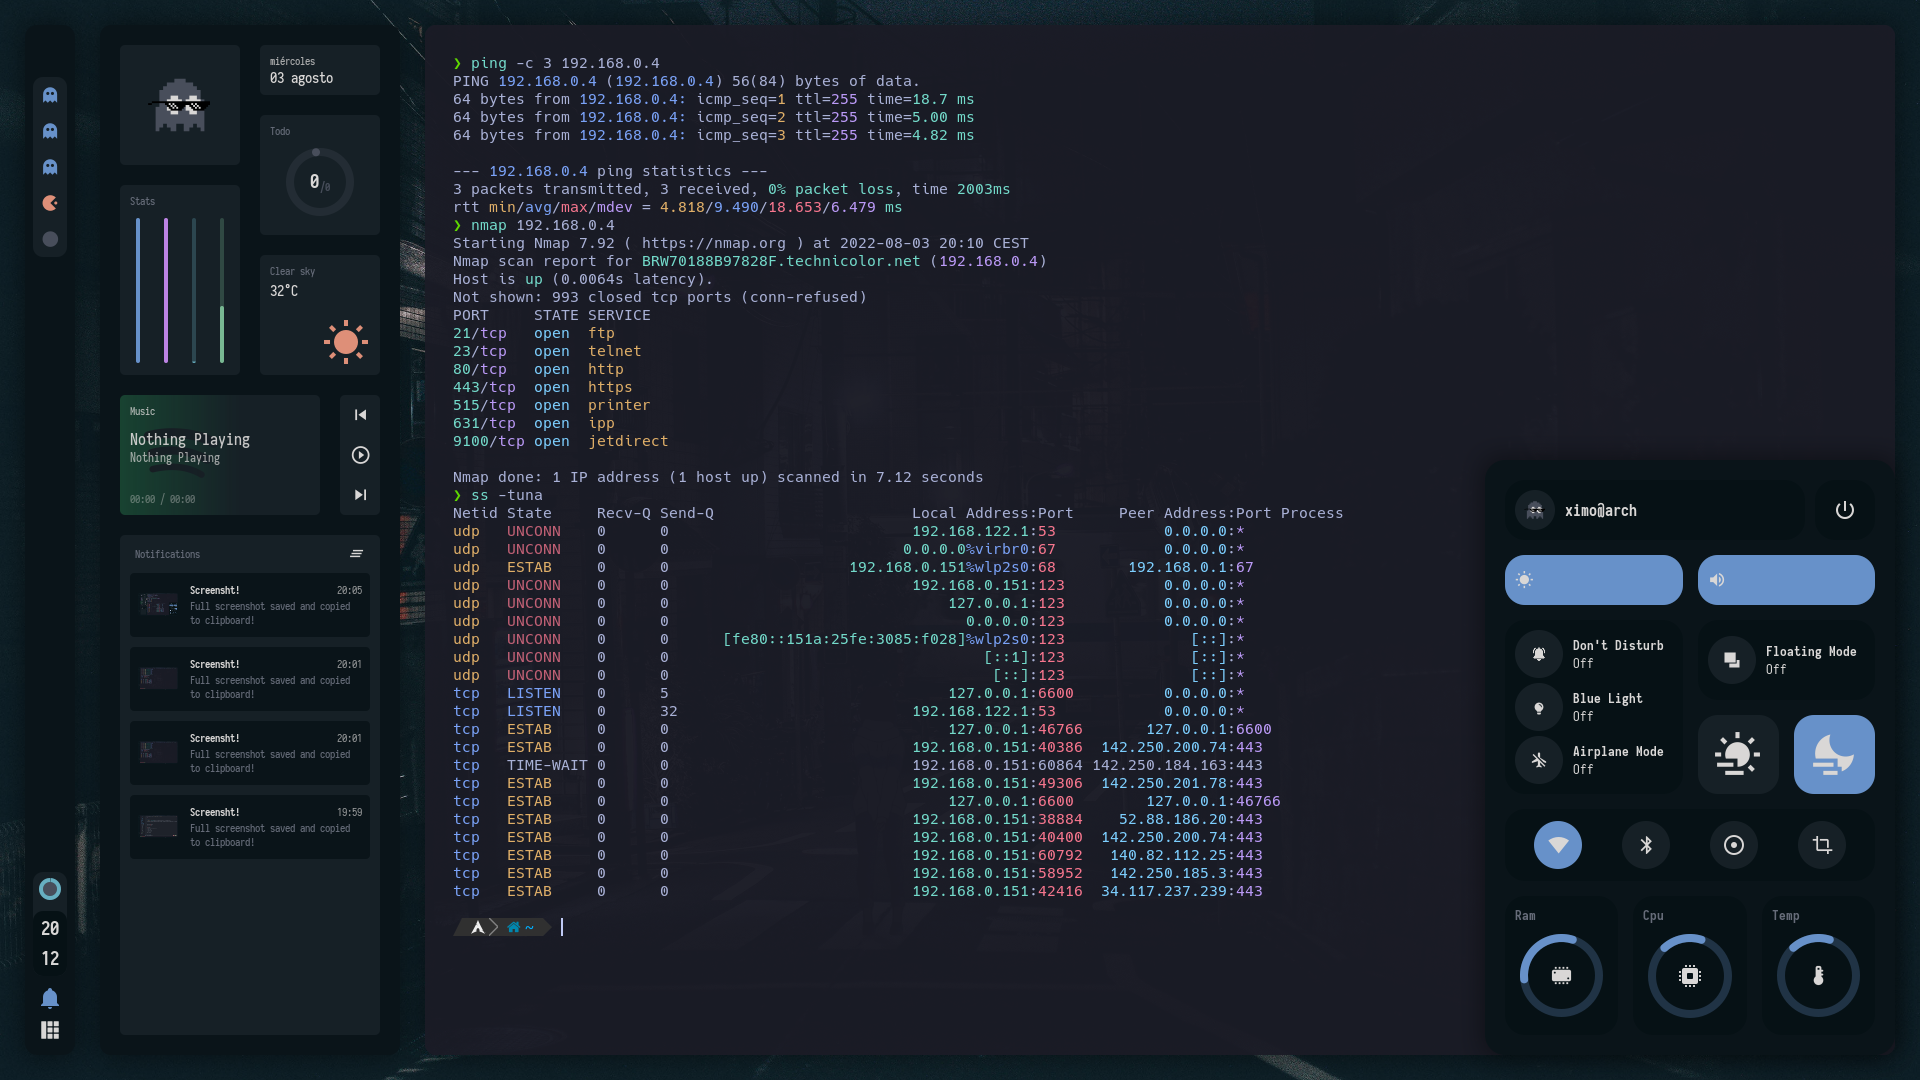 miércoles
03 agosto
Todo
0/0
Stats
Clear sky
32°C
Music
Nothing Playing
Nothing Playing
00:00 / 00:00
Notifications
Screensht! 20:05
Full screenshot saved and copied
to clipboard!
Screensht! 20:01
Full screenshot saved and copied
to clipboard!
Screensht! 20:01
Full screenshot saved and copied
to clipboard!
Screensht! 19:59
Full screenshot saved and copied
to clipboard!
20
12
❯ ping -c 3 192.168.0.4
PING 192.168.0.4 (192.168.0.4) 56(84) bytes of data.
64 bytes from 192.168.0.4: icmp_seq=1 ttl=255 time=18.7 ms
64 bytes from 192.168.0.4: icmp_seq=2 ttl=255 time=5.00 ms
64 bytes from 192.168.0.4: icmp_seq=3 ttl=255 time=4.82 ms
--- 192.168.0.4 ping statistics ---
3 packets transmitted, 3 received, 0% packet loss, time 2003ms
rtt min/avg/max/mdev = 4.818/9.490/18.653/6.479 ms
❯ nmap 192.168.0.4
Starting Nmap 7.92 ( https://nmap.org ) at 2022-08-03 20:10 CEST
Nmap scan report for BRW70188B97828F.technicolor.net (192.168.0.4)
Host is up (0.0064s latency).
Not shown: 993 closed tcp ports (conn-refused)
PORT     STATE SERVICE
21/tcp   open  ftp
23/tcp   open  telnet
80/tcp   open  http
443/tcp  open  https
515/tcp  open  printer
631/tcp  open  ipp
9100/tcp open  jetdirect
Nmap done: 1 IP address (1 host up) scanned in 7.12 seconds
❯ ss -tuna
Netid State Recv-Q Send-Q Local Address:Port Peer Address:Port Process
udp UNCONN 0 0 192.168.122.1:53 0.0.0.0:*
udp UNCONN 0 0 0.0.0.0%virbr0:67 0.0.0.0:*
udp ESTAB 0 0 192.168.0.151%wlp2s0:68 192.168.0.1:67
udp UNCONN 0 0 192.168.0.151:123 0.0.0.0:*
udp UNCONN 0 0 127.0.0.1:123 0.0.0.0:*
udp UNCONN 0 0 0.0.0.0:123 0.0.0.0:*
udp UNCONN 0 0 [fe80::151a:25fe:3085:f028]%wlp2s0:123 [::]:*
udp UNCONN 0 0 [::1]:123 [::]:*
udp UNCONN 0 0 [::]:123 [::]:*
tcp LISTEN 0 5 127.0.0.1:6600 0.0.0.0:*
tcp LISTEN 0 32 192.168.122.1:53 0.0.0.0:*
tcp ESTAB 0 0 127.0.0.1:46766 127.0.0.1:6600
tcp ESTAB 0 0 192.168.0.151:40386 142.250.200.74:443
tcp TIME-WAIT 0 0 192.168.0.151:60864 142.250.184.163:443
tcp ESTAB 0 0 192.168.0.151:49306 142.250.201.78:443
tcp ESTAB 0 0 127.0.0.1:6600 127.0.0.1:46766
tcp ESTAB 0 0 192.168.0.151:38884 52.88.186.20:443
tcp ESTAB 0 0 192.168.0.151:40400 142.250.200.74:443
tcp ESTAB 0 0 192.168.0.151:60792 140.82.112.25:443
tcp ESTAB 0 0 192.168.0.151:58952 142.250.185.3:443
tcp ESTAB 0 0 192.168.0.151:42416 34.117.237.239:443
~
ximo@arch
Don't Disturb
Off
Blue Light
Off
Airplane Mode
Off
Floating Mode
Off
Ram
Cpu
Temp